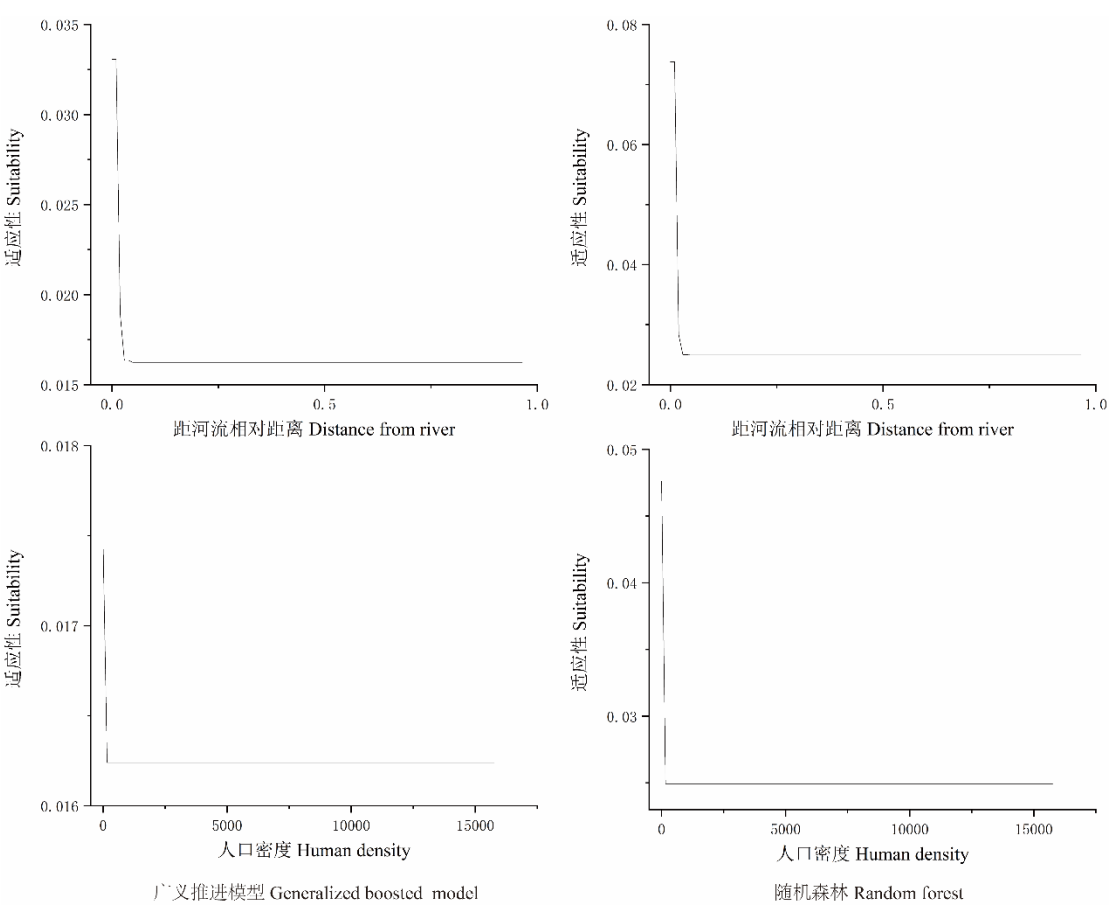 0.035
0.030
0.025
0.020
0.015
适应性 Suitability
0.0
0.5
1.0
距河流相对距离 Distance from river
0.08
0.06
0.04
0.02
适应性 Suitability
0.0
0.5
1.0
距河流相对距离 Distance from river
0.018
0.017
0.016
适应性 Suitability
0
5000
10000
15000
人口密度 Human density
广义推进模型 Generalized boosted model
0.05
0.04
0.03
适应性 Suitability
0
5000
10000
15000
人口密度 Human density
随机森林 Random forest